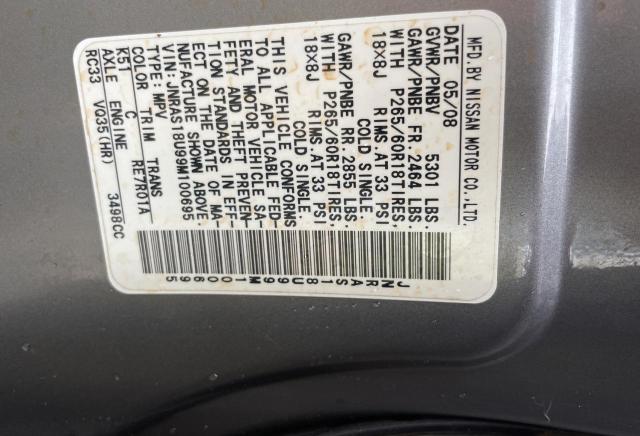 MFD.BY NISSAN MOTOR CO.,LTD.
DATE 05/08
GVWR/PNBV 5301 LBS.
GAWR/PNBE FR 2464 LBS.
WITH P265/60R18TIRES,
18X8J RIMS.AT 33 PSI
COLD SINGLE.
GAWR/PNBE RR.2855 LBS.
WITH P265/60R18TIRES,
18X8J RIMS.AT 33 PSI
COLD SINGLE.
THIS VEHICLE CONFORMS
TO ALL APPLICABLE FED-
ERAL MOTOR VEHICLE SA-
FETY AND THEFT PREVEN-
TION STANDARDS IN EFF-
ECT ON THE DATE OF MA-
NUFACTURE SHOWN ABOVE.
VIN:JNRAS18U99M100695
TYPE: MPV
COLOR TRIM TRANS
K51 C RE7R01A
AXLE ENGINE
RC33 VQ35(HR) 3498CC
JNRAS18U99M100695